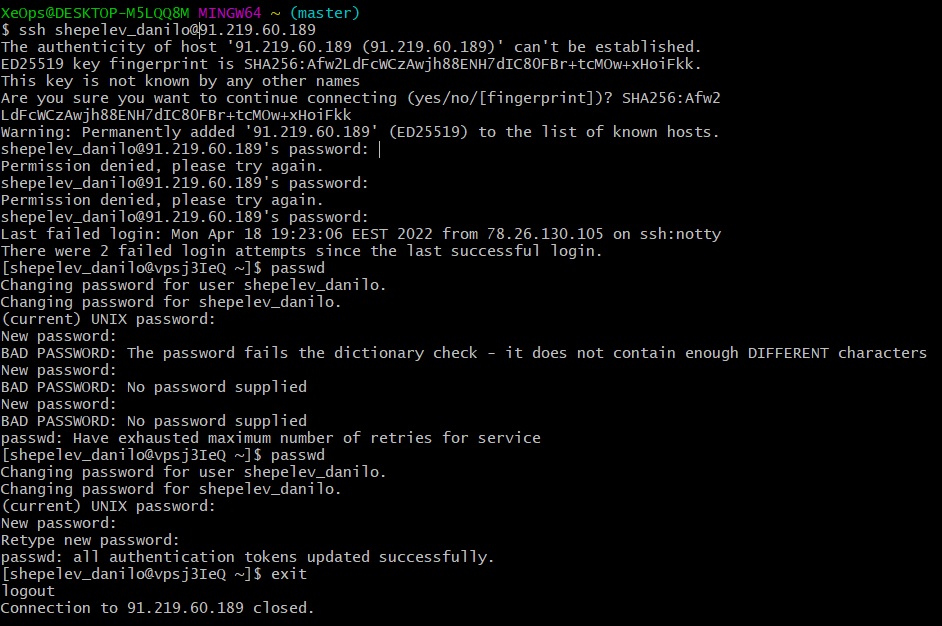 XeOps@DESKTOP-M5LQQ8M MINGW64 ~ (master)
$ ssh shepelev_danilo@91.219.60.189
The authenticity of host '91.219.60.189 (91.219.60.189)' can't be established.
ED25519 key fingerprint is SHA256:Afw2LdFcWCzAwjh88ENH7dIC8OFBr+tcMOw+xHoiFkk.
This key is not known by any other names
Are you sure you want to continue connecting (yes/no/[fingerprint])? SHA256:Afw2
LdFcWCzAwjh88ENH7dIC8OFBr+tcMOw+xHoiFkk
Warning: Permanently added '91.219.60.189' (ED25519) to the list of known hosts.
shepelev_danilo@91.219.60.189's password:
Permission denied, please try again.
shepelev_danilo@91.219.60.189's password:
Permission denied, please try again.
shepelev_danilo@91.219.60.189's password:
Last failed login: Mon Apr 18 19:23:06 EEST 2022 from 78.26.130.105 on ssh:notty
There were 2 failed login attempts since the last successful login.
[shepelev_danilo@vpsj3IeQ ~]$ passwd
Changing password for user shepelev_danilo.
Changing password for shepelev_danilo.
(current) UNIX password:
New password:
BAD PASSWORD: The password fails the dictionary check - it does not contain enough DIFFERENT characters
New password:
BAD PASSWORD: No password supplied
New password:
BAD PASSWORD: No password supplied
passwd: Have exhausted maximum number of retries for service
[shepelev_danilo@vpsj3IeQ ~]$ passwd
Changing password for user shepelev_danilo.
Changing password for shepelev_danilo.
(current) UNIX password:
New password:
Retype new password:
passwd: all authentication tokens updated successfully.
[shepelev_danilo@vpsj3IeQ ~]$ exit
logout
Connection to 91.219.60.189 closed.